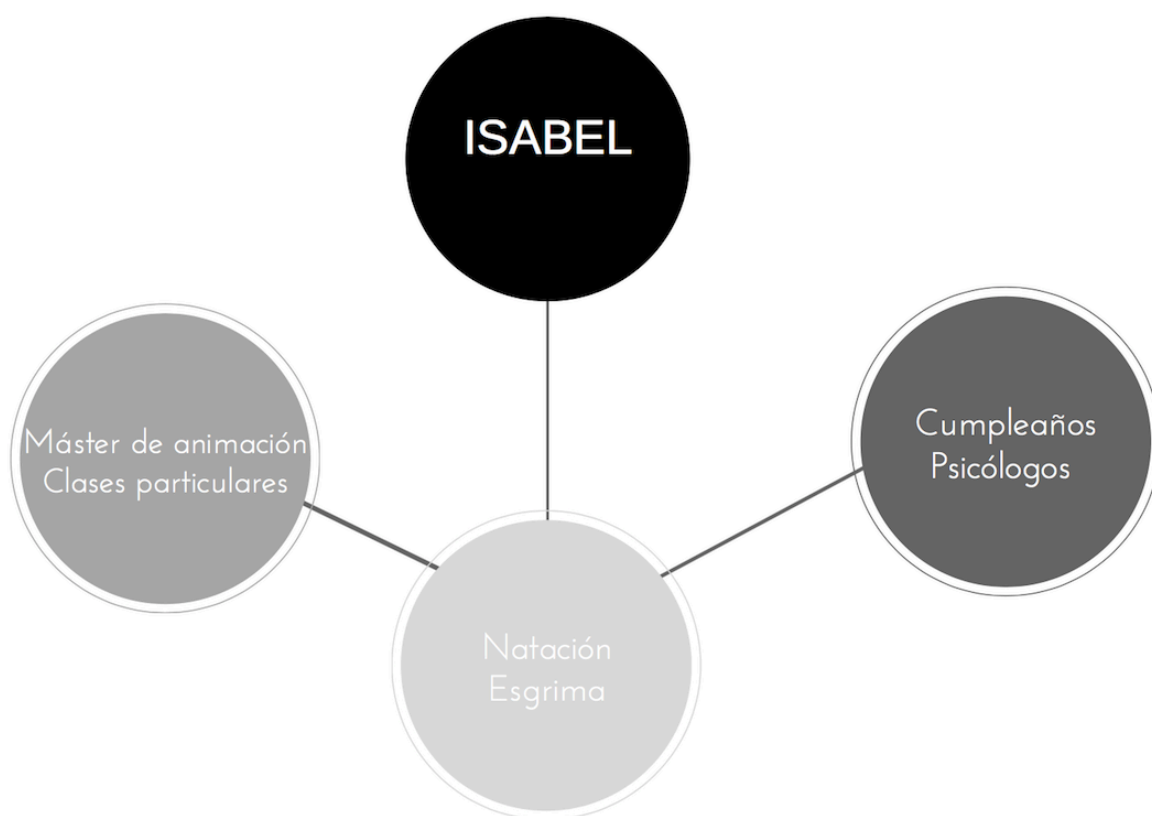 ISABEL
Máster de animación
Clases particulares
Cumpleaños
Psicólogos
Natación
Esgrima